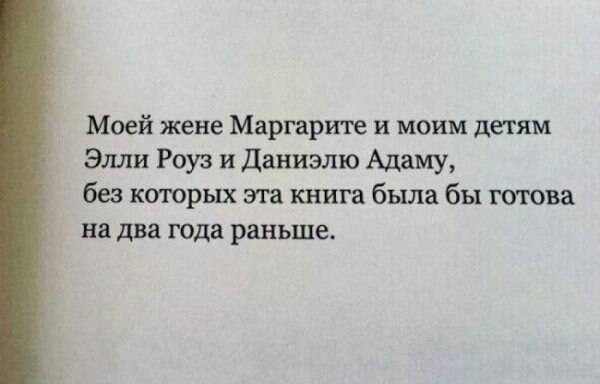 Моей жене Маргарите и моим детям
Элли Роуз и Даниэлю Адаму,
без которых эта книга была бы готова
на два года раньше.